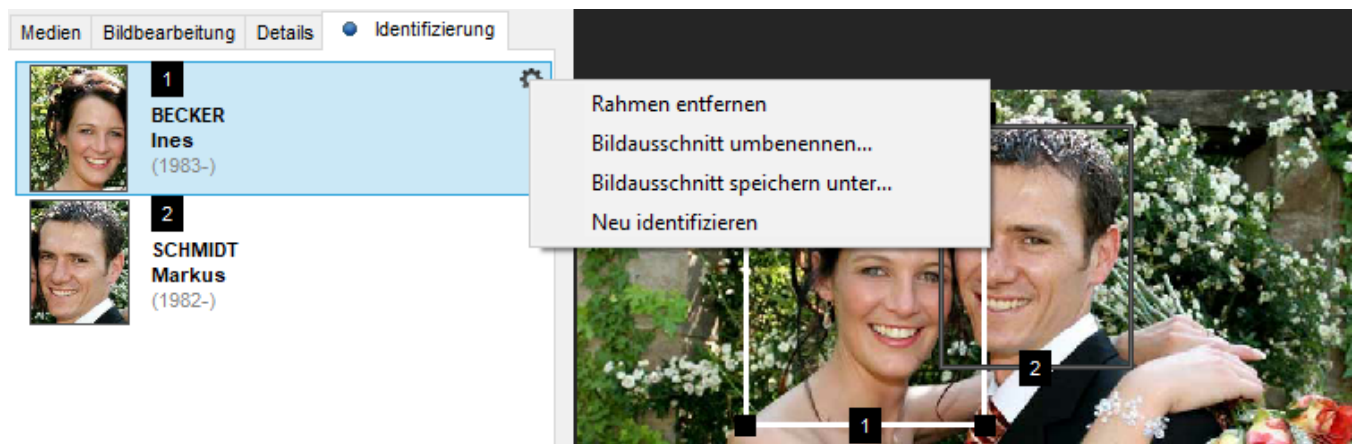 Medien Bildbearbeitung Details Identifizierung
1
BECKER
Ines
(1983-)
2
SCHMIDT
Markus
(1982-)
Rahmen entfernen
Bildausschnitt umbenennen...
Bildausschnitt speichern unter...
Neu identifizieren
2
1